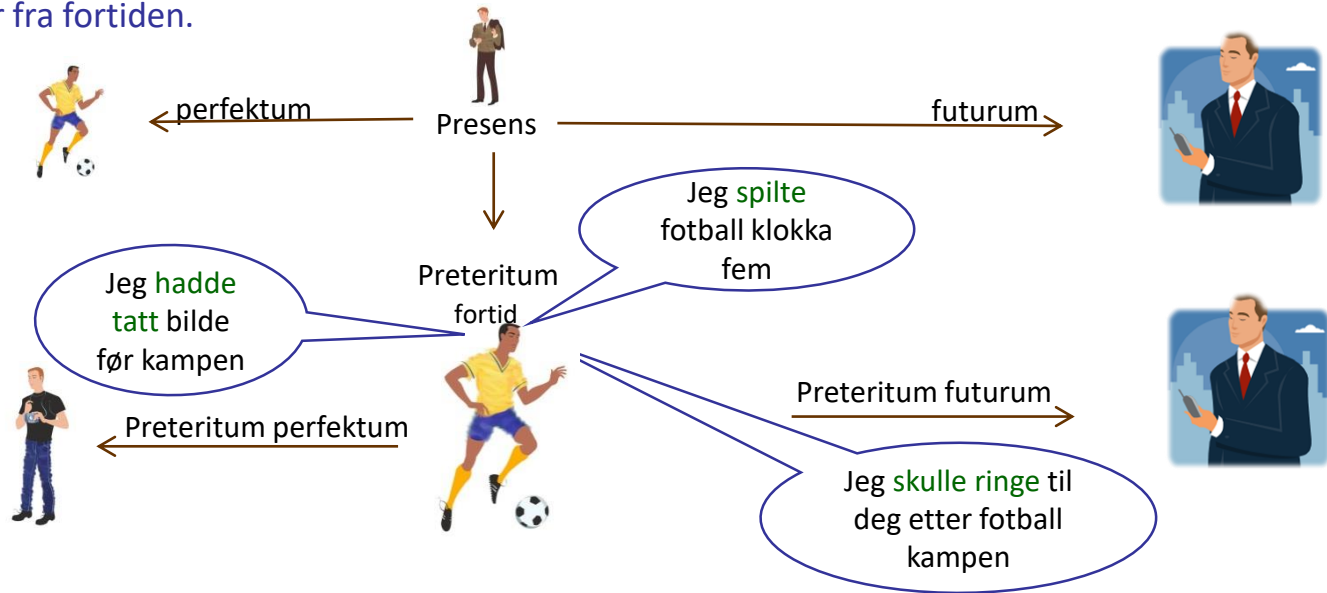 r fra fortiden.
perfektum
Presens
futurum
Jeg spilte
fotball klokka
fem
Jeg hadde
tatt bilde
før kampen
Preteritum
fortid
Preteritum perfektum
Preteritum futurum
Jeg skulle ringe til
deg etter fotball
kampen